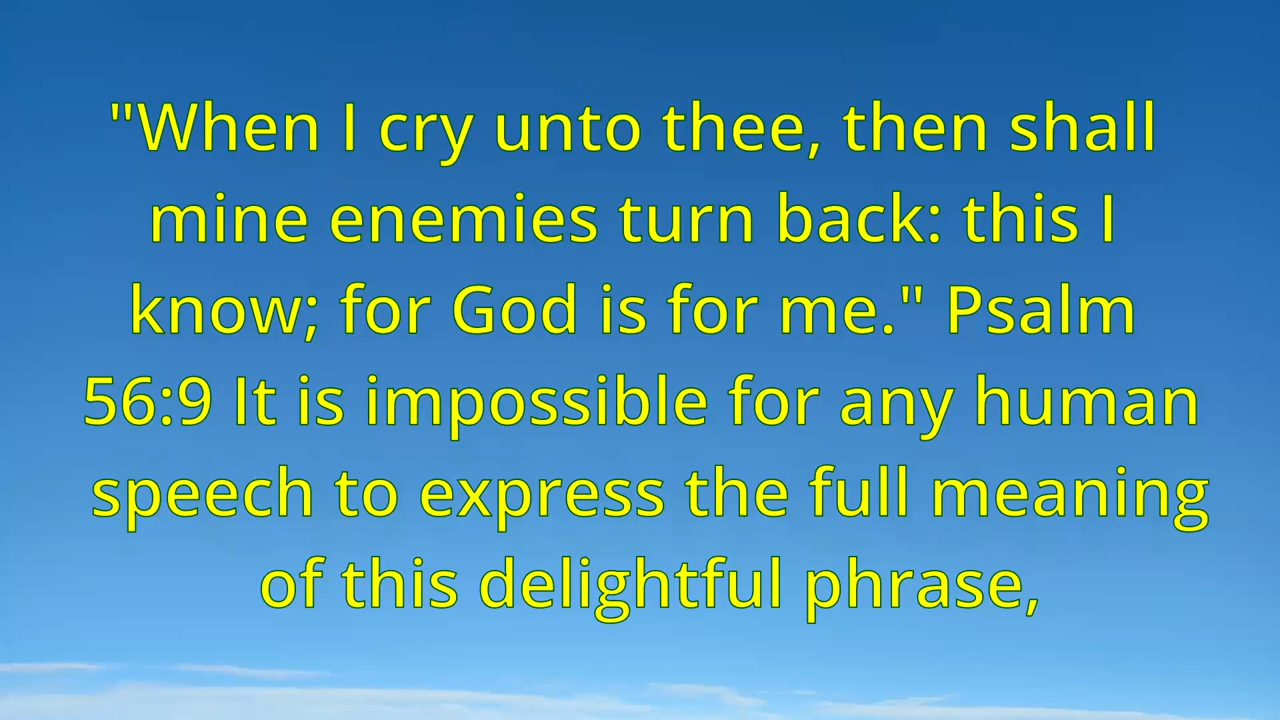 "When I cry unto thee, then shall
mine enemies turn back: this I
know; for God is for me." Psalm
56:9 It is impossible for any human
speech to express the full meaning
of this delightful phrase,